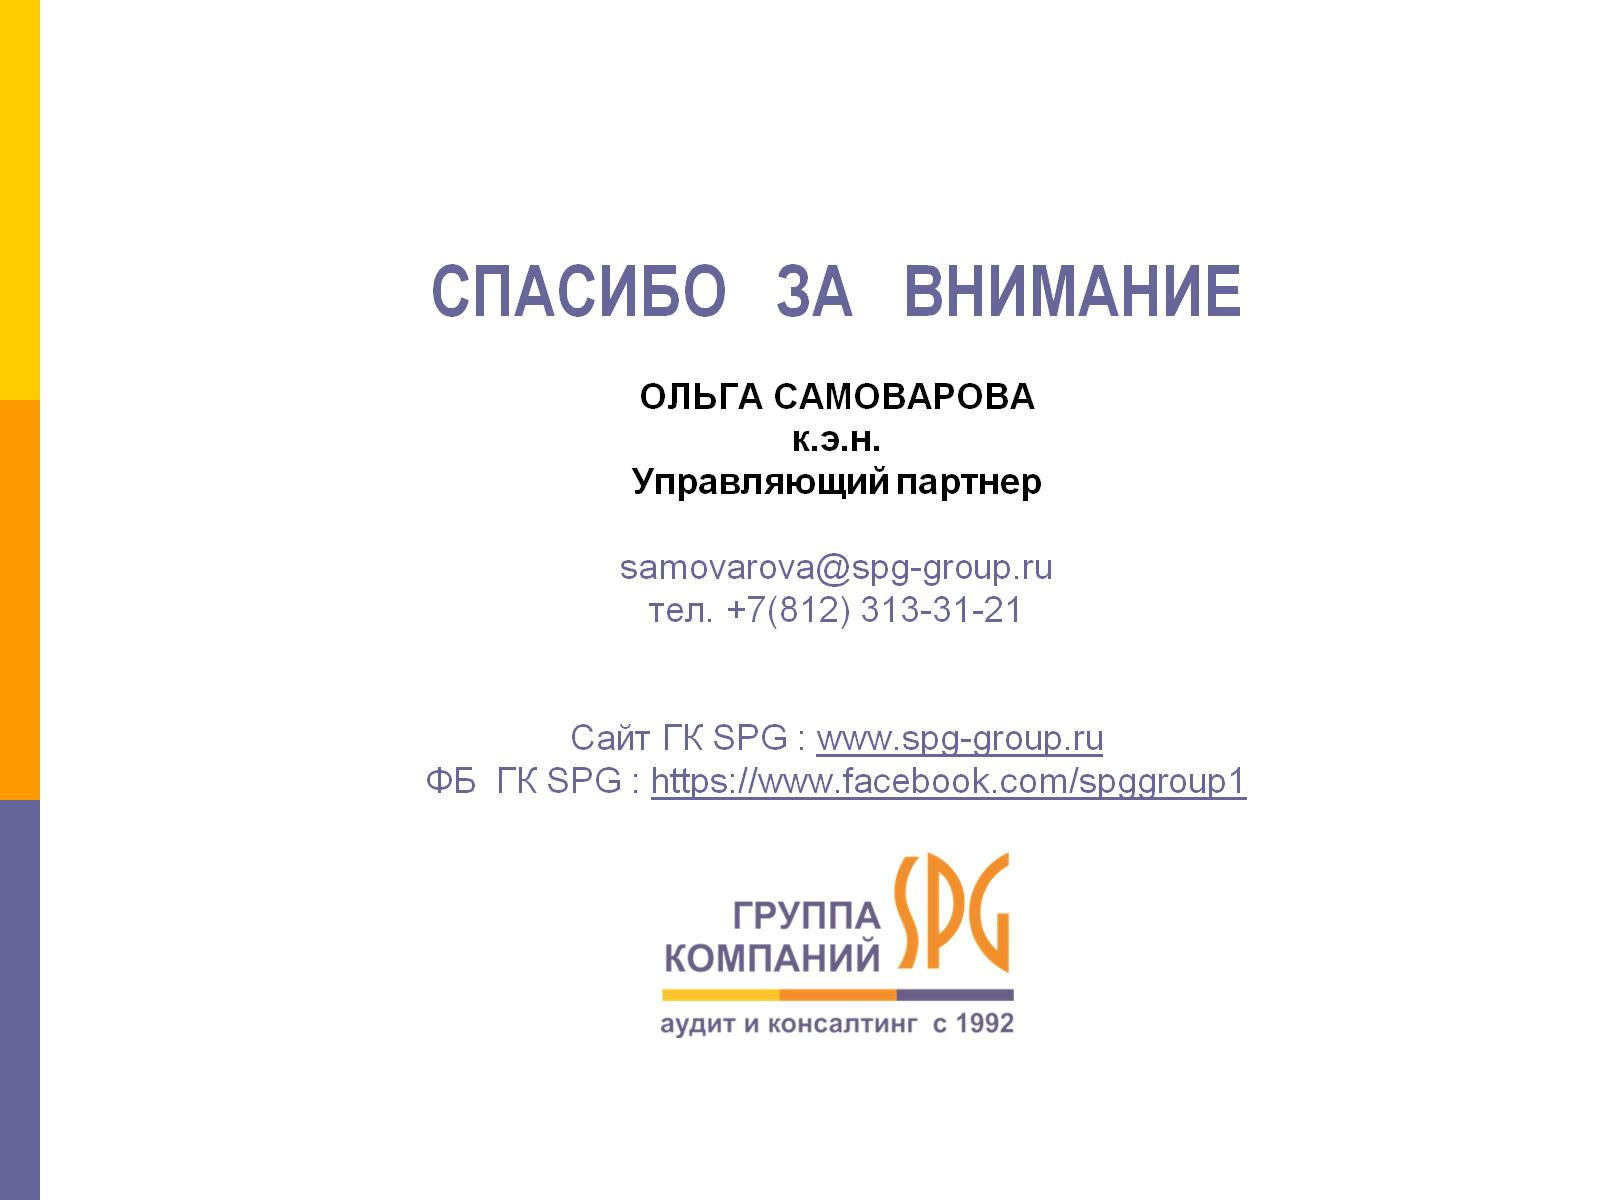 СПАСИБО ЗА ВНИМАНИЕ
ОЛЬГА САМОВАРОВА
к.э.н.
Управляющий партнер
samovarova@spg-group.ru
тел. +7(812) 313-31-21
Сайт ГК SPG : www.spg-group.ru
ФБ ГК SPG : https://www.facebook.com/spggroup1
ГРУППА
КОМПАНИЙ SPG
аудит и консалтинг с 1992